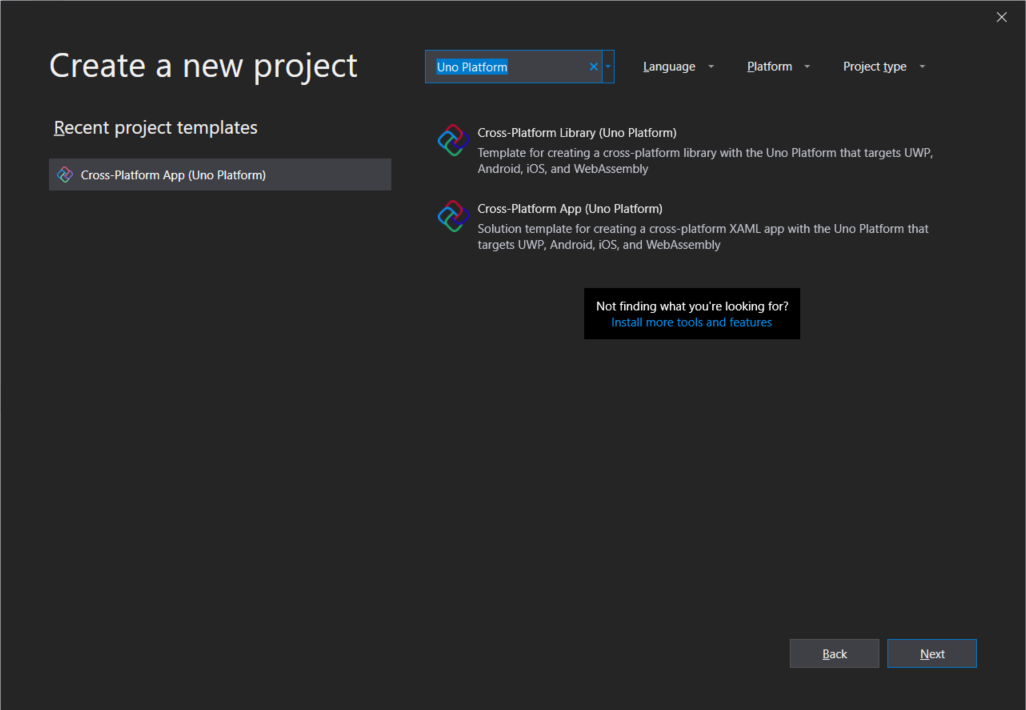 Create a new project
Uno Platform
Language
Platform
Project type
Recent project templates
Cross-Platform App (Uno Platform)
Cross-Platform Library (Uno Platform)
Template for creating a cross-platform library with the Uno Platform that targets UWP,
Android, iOS, and WebAssembly
Cross-Platform App (Uno Platform)
Solution template for creating a cross-platform XAML app with the Uno Platform that
targets UWP, Android, iOS, and WebAssembly
Not finding what you're looking for?
Install more tools and features
Back
Next